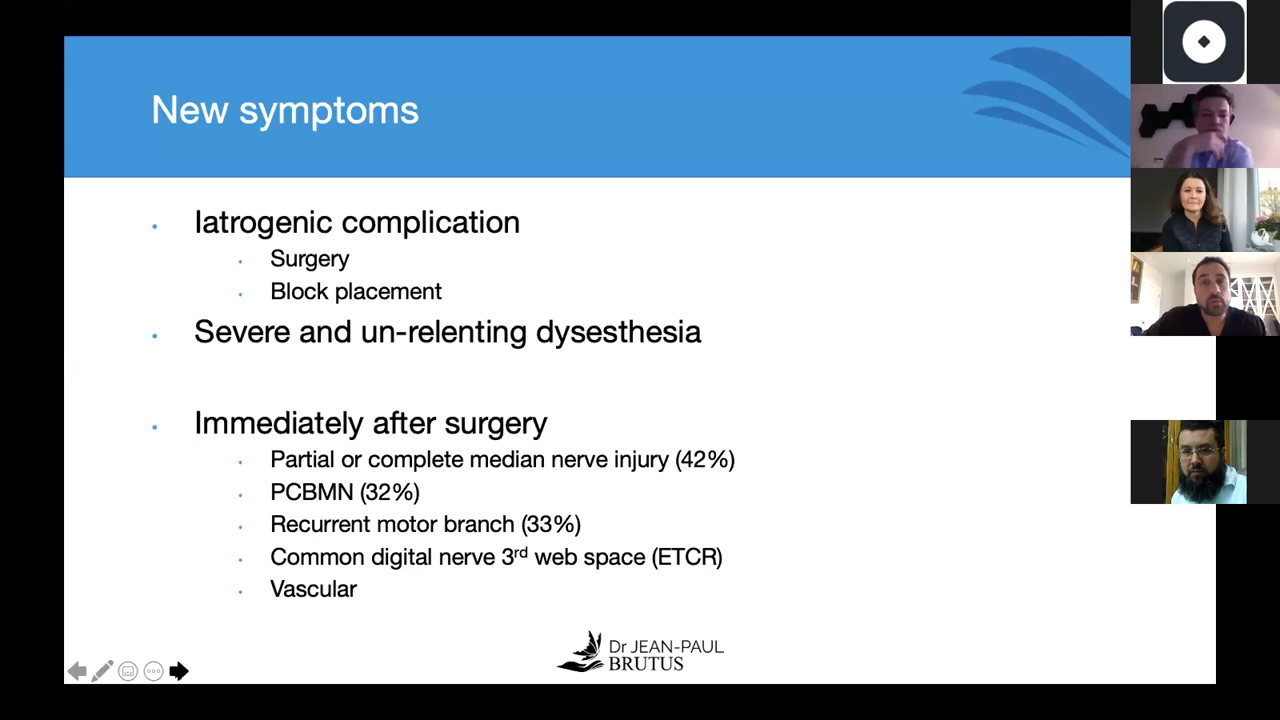 New symptoms
Iatrogenic complication
Surgery
Block placement
Severe and un-relenting dysesthesia
Immediately after surgery
Partial or complete median nerve injury (42%)
PCBMN (32%)
Recurrent motor branch (33%)
Common digital nerve 3rd web space (ETCR)
Vascular
Dr JEAN-PAUL
BRUTUS